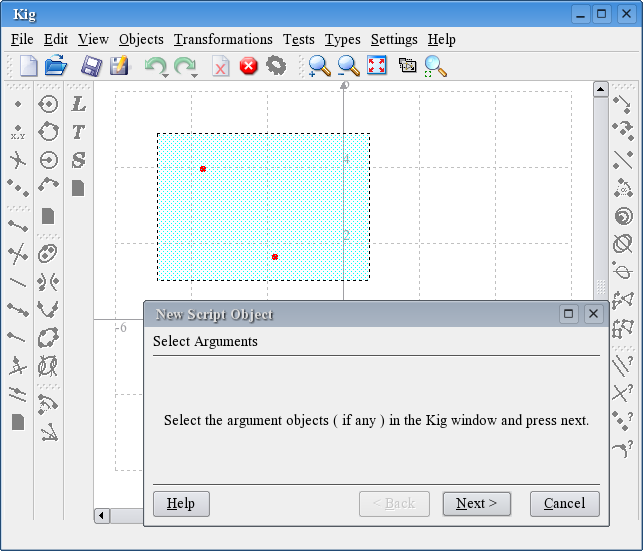 Kig
File Edit View Objects Transformations Tests Types Settings Help
L
X,Y
T
S
4
2
-6
New Script Object
Select Arguments
Select the argument objects ( if any ) in the Kig window and press next.
Help < Back Next > Cancel